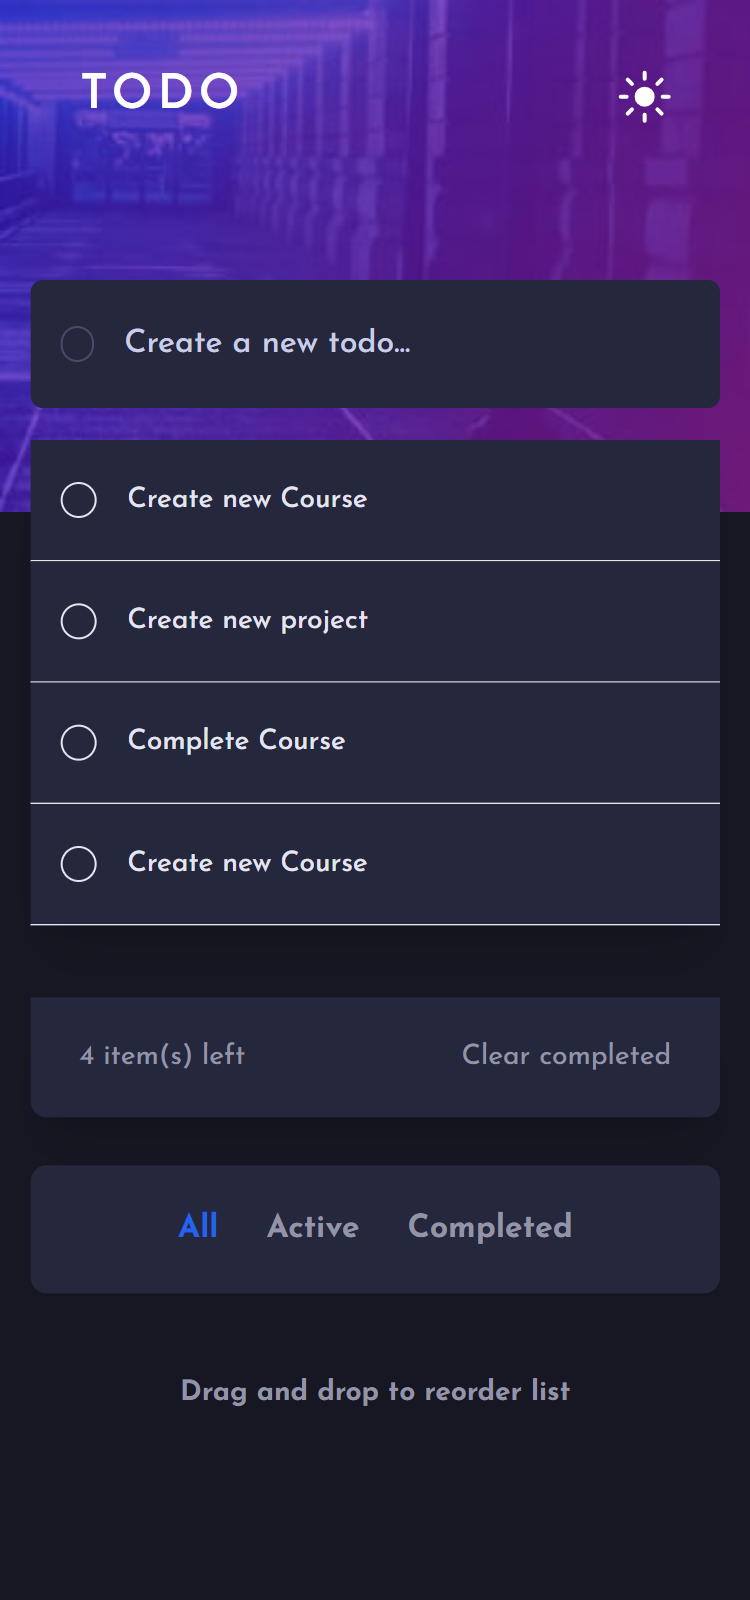 TODO
Create a new todo...
Create new Course
Create new project
Complete Course
Create new Course
4 item(s) left Clear completed
All Active Completed
Drag and drop to reorder list